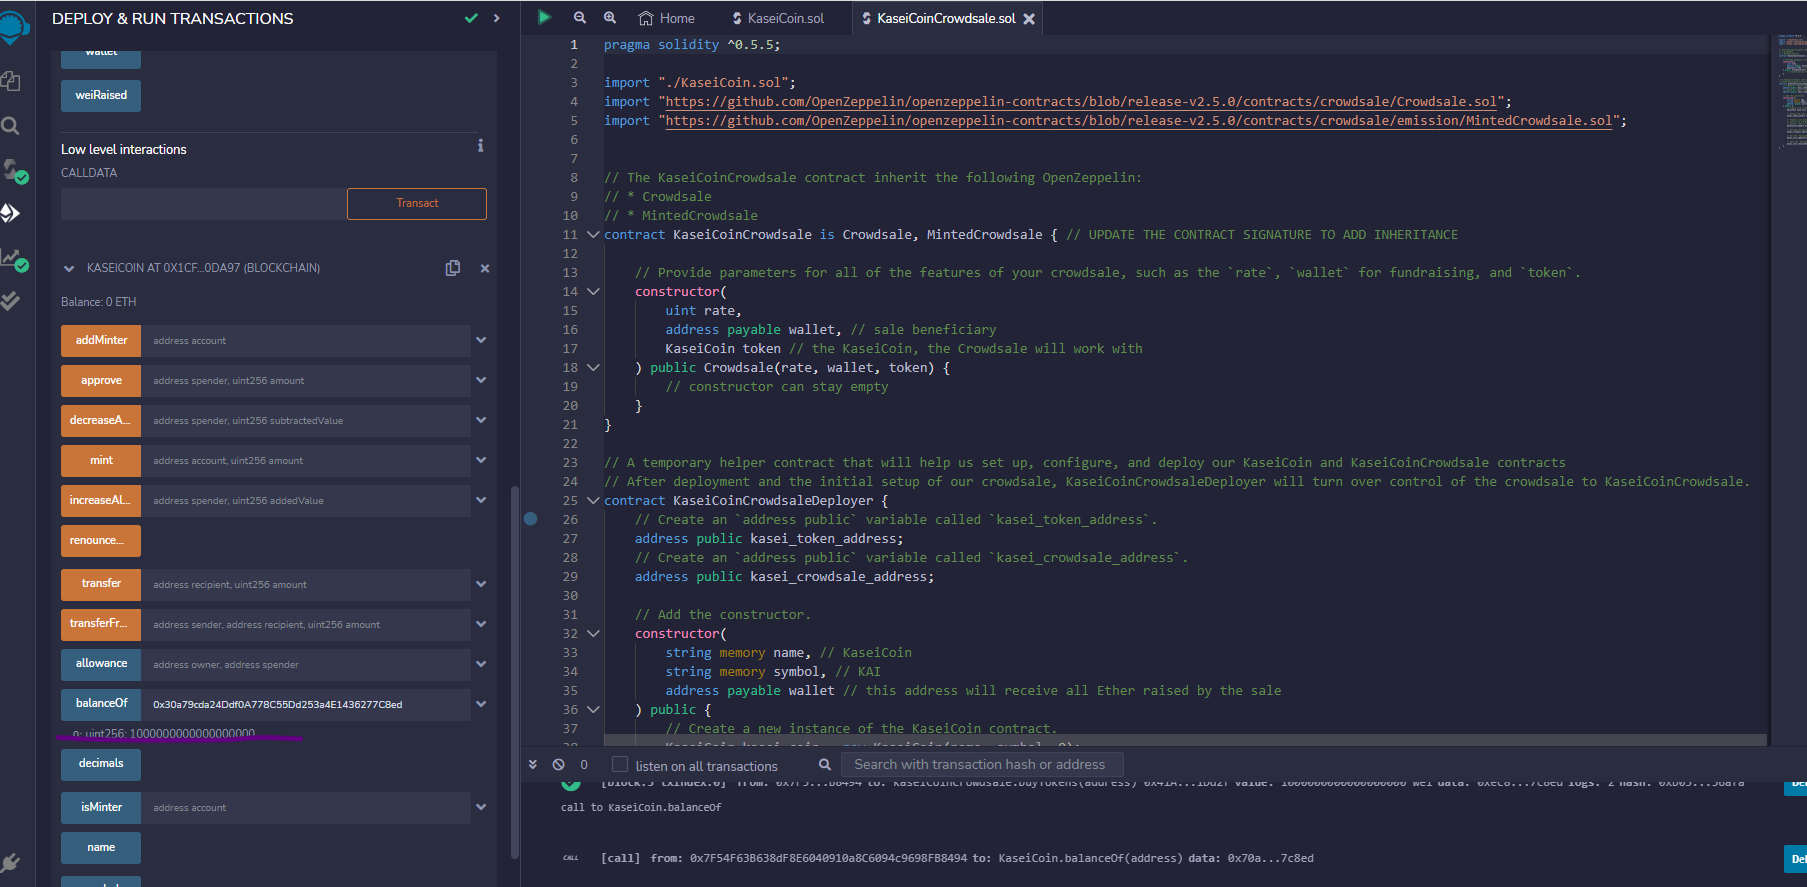 DEPLOY & RUN TRANSACTIONS
wallet
weiRaised
Low level interactions
CALLDATA
Transact
KASEICOIN AT 0X1CF...0DA97 (BLOCKCHAIN)
Balance: 0 ETH
addMinter address account
approve address spender, uint256 amount
decreaseA... address spender, uint256 subtractedValue
mint address account, uint256 amount
increaseAl... address spender, uint256 addedValue
renounce...
transfer address recipient, uint256 amount
transferFr... address sender, address recipient, uint256 amount
allowance address owner, address spender
balanceOf 0x30a79cda24Ddf0A778C55Dd253a4E1436277C8ed
0: uint256: 1000000000000000000
decimals
isMinter address account
name
Home KaseiCoin.sol KaseiCoinCrowdsale.sol
1 pragma solidity ^0.5.5;
2
3 import "./KaseiCoin.sol";
4 import "https://github.com/OpenZeppelin/openzeppelin-contracts/blob/release-v2.5.0/contracts/crowdsale/Crowdsale.sol";
5 import "https://github.com/OpenZeppelin/openzeppelin-contracts/blob/release-v2.5.0/contracts/crowdsale/emission/MintedCrowdsale.sol";
6
7
8 // The KaseiCoinCrowdsale contract inherit the following OpenZeppelin:
9 // * Crowdsale
10 // * MintedCrowdsale
11 contract KaseiCoinCrowdsale is Crowdsale, MintedCrowdsale { // UPDATE THE CONTRACT SIGNATURE TO ADD INHERITANCE
12
13 // Provide parameters for all of the features of your crowdsale, such as the `rate`, `wallet` for fundraising, and `token`.
14 constructor(
15 uint rate,
16 address payable wallet, // sale beneficiary
17 KaseiCoin token // the KaseiCoin, the Crowdsale will work with
18 ) public Crowdsale(rate, wallet, token) {
19 // constructor can stay empty
20 }
21 }
22
23 // A temporary helper contract that will help us set up, configure, and deploy our KaseiCoin and KaseiCoinCrowdsale contracts
24 // After deployment and the initial setup of our crowdsale, KaseiCoinCrowdsaleDeployer will turn over control of the crowdsale to KaseiCoinCrowdsale.
25 contract KaseiCoinCrowdsaleDeployer {
26 // Create an `address public` variable called `kasei_token_address`.
27 address public kasei_token_address;
28 // Create an `address public` variable called `kasei_crowdsale_address`.
29 address public kasei_crowdsale_address;
30
31 // Add the constructor.
32 constructor(
33 string memory name, // KaseiCoin
34 string memory symbol, // KAI
35 address payable wallet // this address will receive all Ether raised by the sale
36 ) public {
37 // Create a new instance of the KaseiCoin contract.
0 listen on all transactions Search with transaction hash or address
call to KaseiCoin.balanceOf
CALL [call] from: 0x7F54F63B638dF8E6040910a8C6094c9698FB8494 to: KaseiCoin.balanceOf(address) data: 0x70a...7c8ed